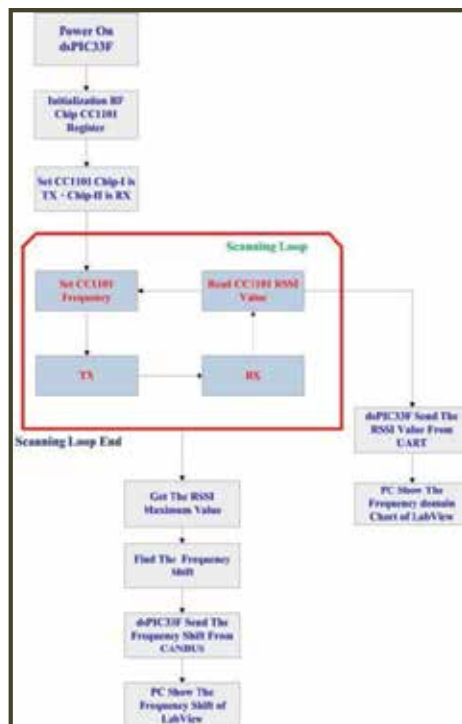 Power On
dsPIC33F
Initialization RF
Chip CC1101
Register
Set CC1101 Chip-I is
TX、Chip-II is RX
Scanning Loop
Set CC1101
Frequency
Read CC1101 RSSI
Value
TX
RX
Scanning Loop End
dsPIC33F Send The
RSSI Value From
UART
PC Show The
Frequency domain
Chart of LabView
Get The RSSI
Maximum Value
Find The Frequency
Shift
dsPIC33F Send The
Frequency Shift From
CANBUS
PC Show The
Frequency Shift of
LabView